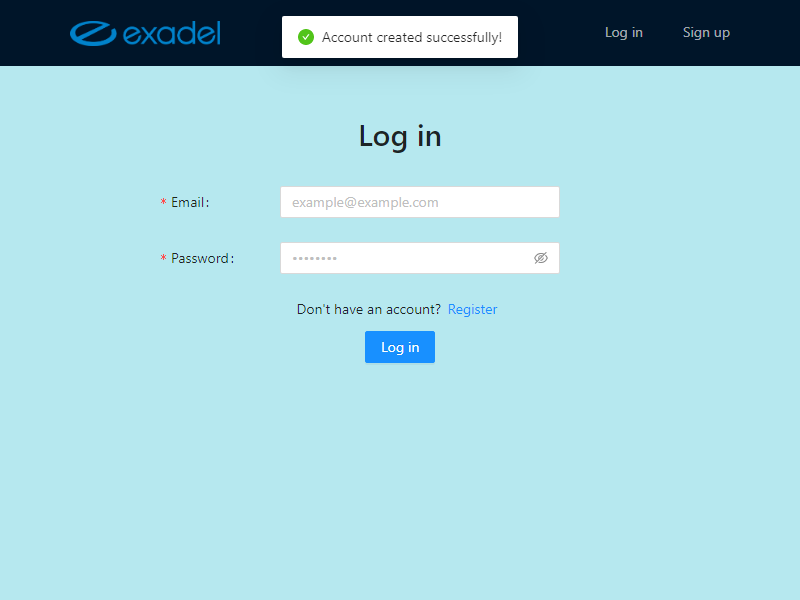 exadel
Account created successfully!
Log in
Sign up
Log in
* Email:
example@example.com
* Password:
••••••••
Don't have an account? Register
Log in